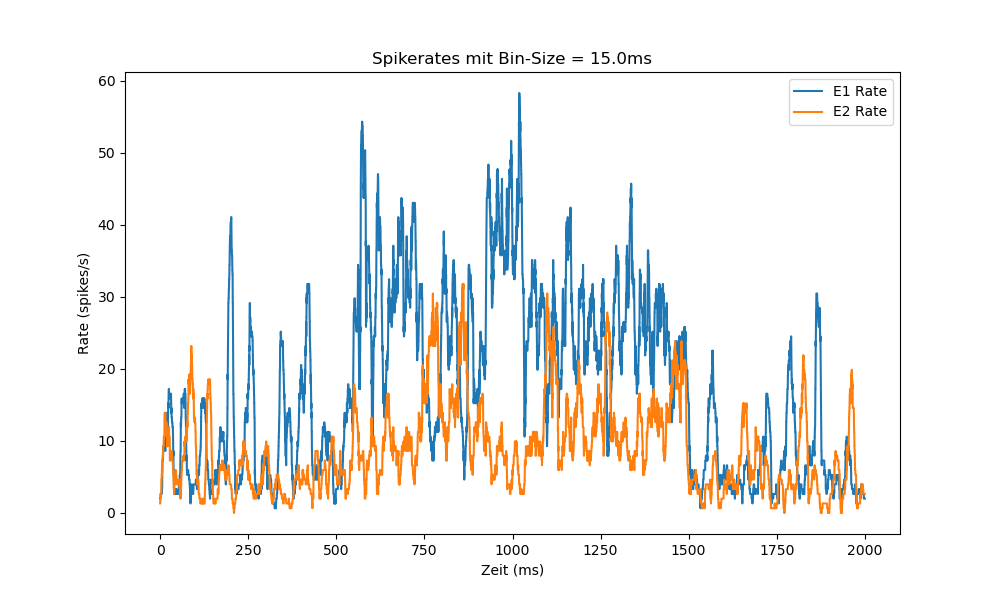 Spikerates mit Bin-Size = 15.0ms
60
50
40
30
20
10
0
Rate (spikes/s)
E1 Rate
E2 Rate
0 250 500 750 1000 1250 1500 1750 2000
Zeit (ms)